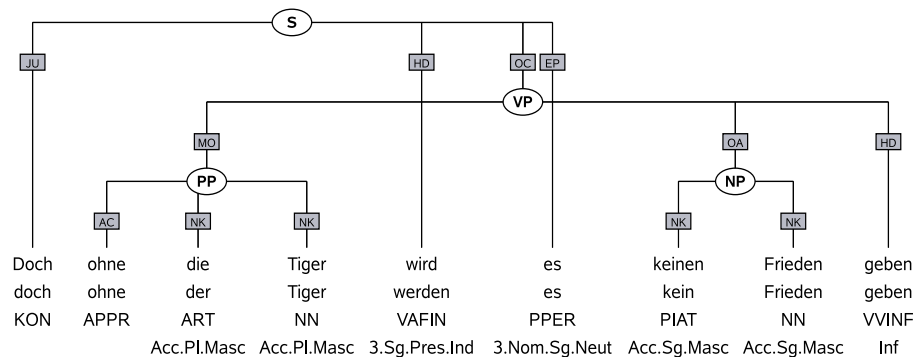 S
JU HD OC EP
VP
MO OA HD
PP NP
AC NK NK NK NK
Doch ohne die Tiger wird es keinen Frieden geben
doch ohne der Tiger werden es kein Frieden geben
KON APPR ART NN VAFIN PPER PIAT NN VVINF
Acc.Pl.Masc Acc.Pl.Masc 3.Sg.Pres.Ind 3.Nom.Sg.Neut Acc.Sg.Masc Acc.Sg.Masc Inf